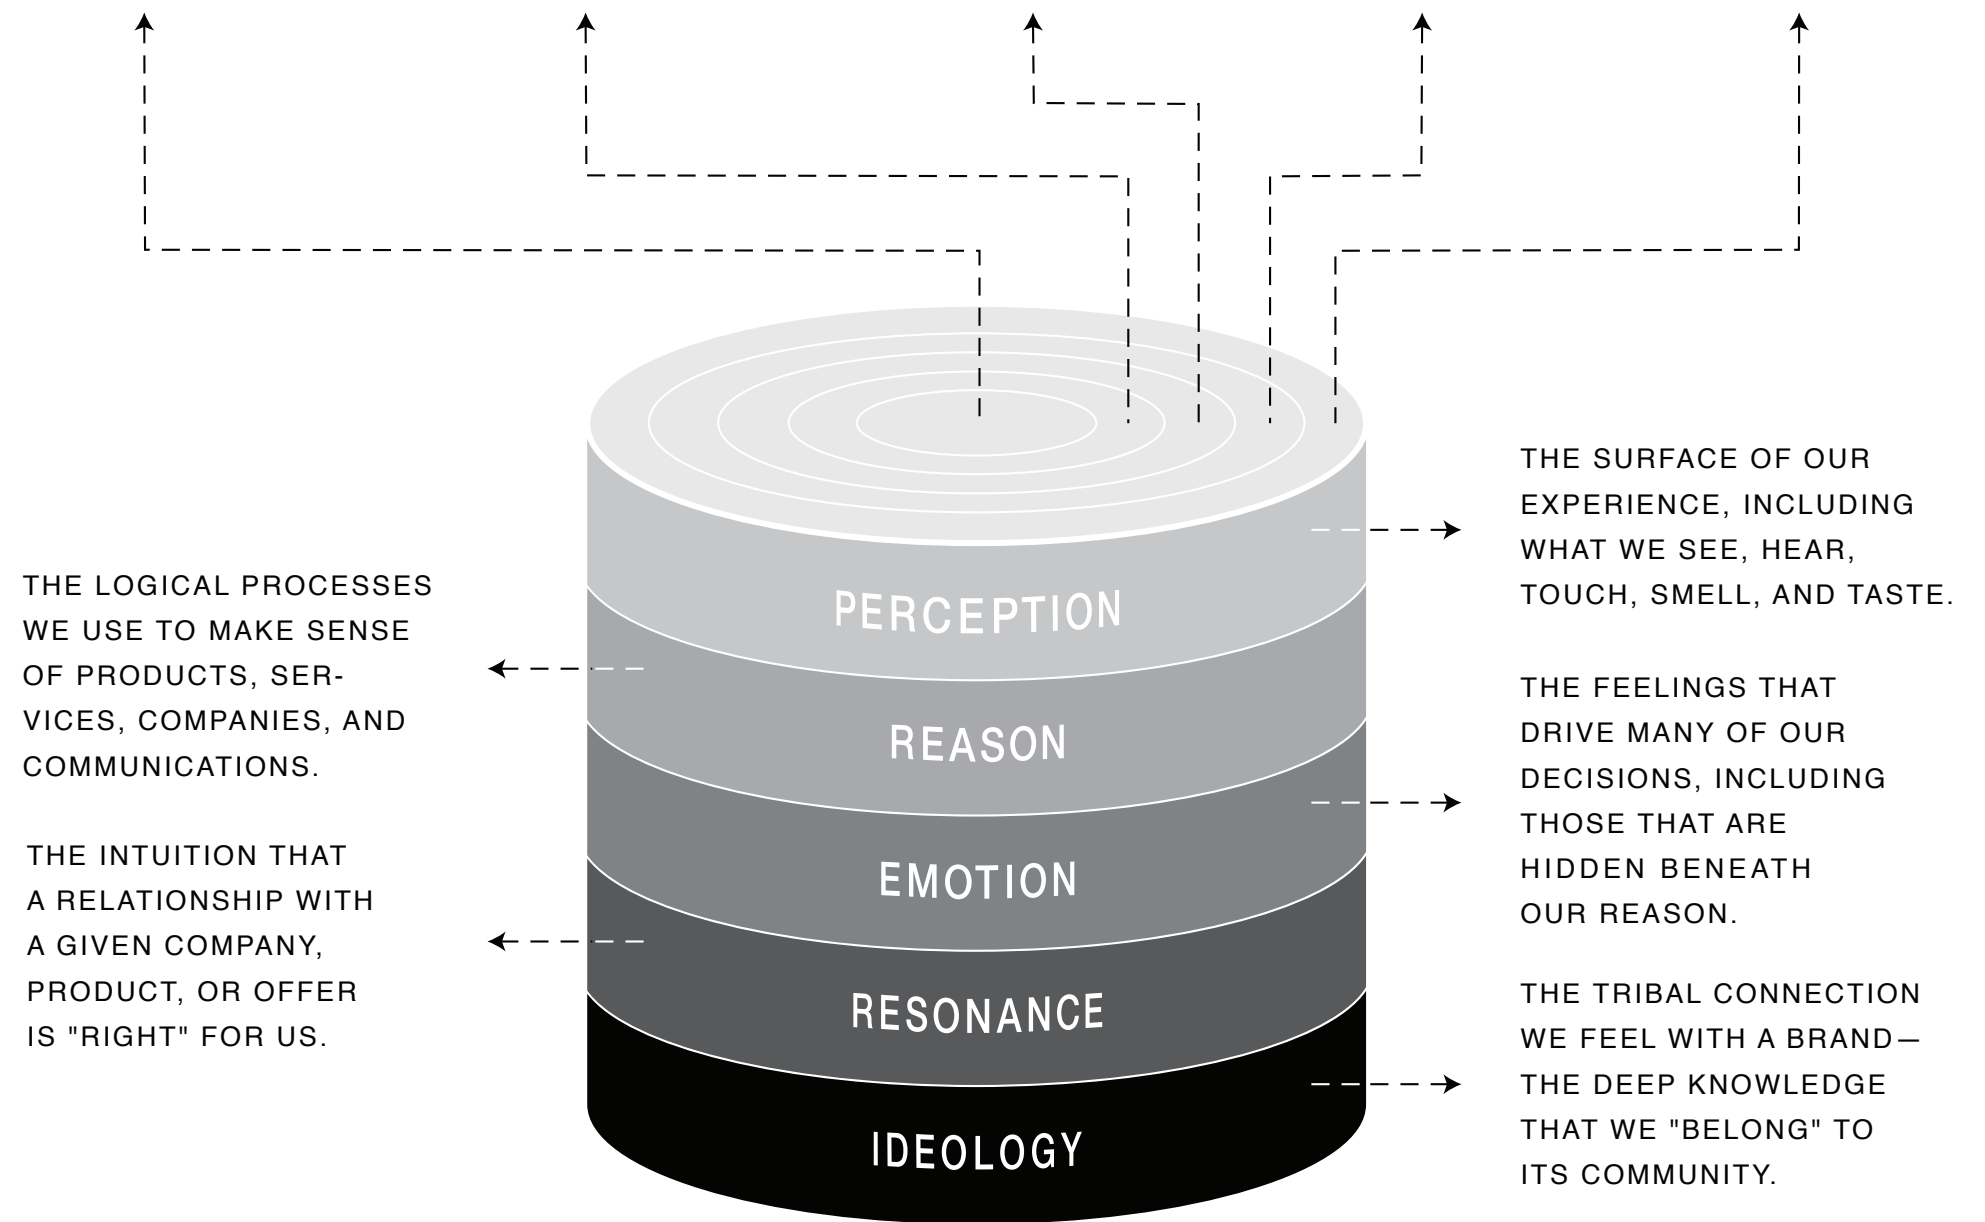 THE SURFACE OF OUR
EXPERIENCE, INCLUDING
WHAT WE SEE, HEAR,
TOUCH, SMELL, AND TASTE.
PERCEPTION
THE LOGICAL PROCESSES
WE USE TO MAKE SENSE
OF PRODUCTS, SER-
VICES, COMPANIES, AND
COMMUNICATIONS.
REASON
THE FEELINGS THAT
DRIVE MANY OF OUR
DECISIONS, INCLUDING
THOSE THAT ARE
HIDDEN BENEATH
OUR REASON.
EMOTION
THE INTUITION THAT
A RELATIONSHIP WITH
A GIVEN COMPANY,
PRODUCT, OR OFFER
IS "RIGHT" FOR US.
RESONANCE
THE TRIBAL CONNECTION
WE FEEL WITH A BRAND—
THE DEEP KNOWLEDGE
THAT WE "BELONG" TO
ITS COMMUNITY.
IDEOLOGY